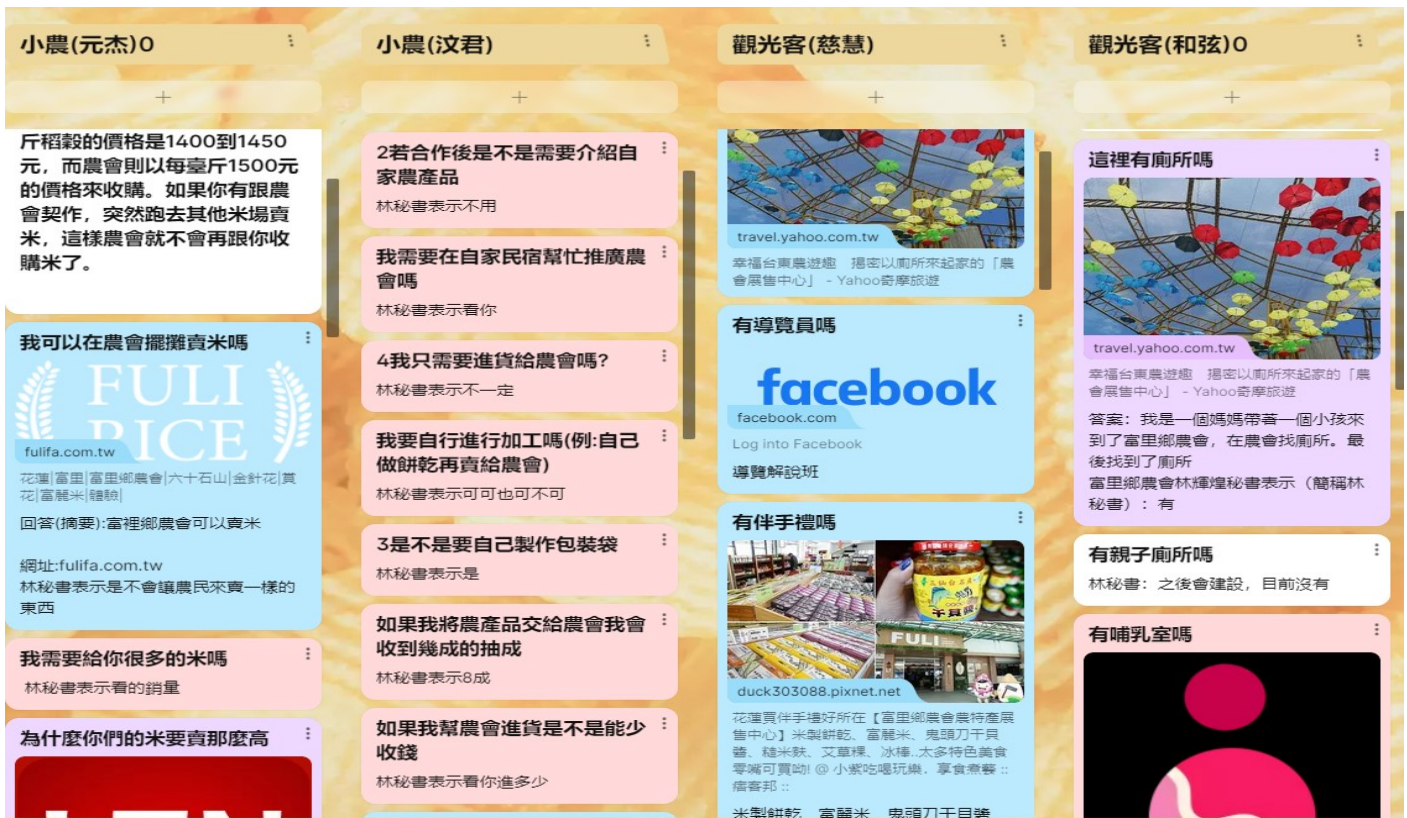 小農(元杰)0
斤稻穀的價格是1400到1450
元，而農會則以每臺斤1500元
的價格來收購。如果你有跟農
會契作，突然跑去其他米場賣
米，這樣農會就不會再跟你收
購米了。
我可以在農會擺攤賣米嗎
FULI
RICE
fulifa.com.tw
花蓮|富里|富里鄉農會|六十石山|金針花|賞
花|富麗米|體驗|
回答(摘要):富裡鄉農會可以賣米
網址:fulifa.com.tw
林秘書表示是不會讓農民來賣一樣的
東西
我需要給你很多的米嗎
林秘書表示看的銷量
為什麼你們的米要賣那麼高
小農(汶君)
2若合作後是不是需要介紹自
家農產品
林秘書表示不用
我需要在自家民宿幫忙推廣農
會嗎
林秘書表示看你
4我只需要進貨給農會嗎?
林秘書表示不一定
我要自行進行加工嗎(例:自己
做餅乾再賣給農會)
林秘書表示可可也可不可
3是不是要自己製作包裝袋
林秘書表示是
如果我將農產品交給農會我會
收到幾成的抽成
林秘書表示8成
如果我幫農會進貨是不是能少
收錢
林秘書表示看你進多少
觀光客(慈慧)
travel.yahoo.com.tw
幸福台東農遊趣　揭密以廁所來起家的「農
會展售中心」 - Yahoo奇摩旅遊
有導覽員嗎
facebook
facebook.com
Log into Facebook
導覽解說班
有伴手禮嗎
FULI
duck303088.pixnet.net
花蓮買伴手禮好所在【富里鄉農會農特產展
售中心】米製餅乾、富麗米、鬼頭刀干貝
醬、糙米麩、艾草粿、冰棒..太多特色美食
零嘴可買呦! @ 小紫吃喝玩樂．享食煮藝 ::
痞客邦 ::
米製餅乾、富麗米、鬼頭刀干貝醬
觀光客(和弦)0
這裡有廁所嗎
travel.yahoo.com.tw
幸福台東農遊趣　揭密以廁所來起家的「農
會展售中心」 - Yahoo奇摩旅遊
答案：我是一個媽媽帶著一個小孩來
到了富里鄉農會，在農會找廁所。最
後找到了廁所
富里鄉農會林輝煌秘書表示（簡稱林
秘書）：有
有親子廁所嗎
林秘書：之後會建設，目前沒有
有哺乳室嗎